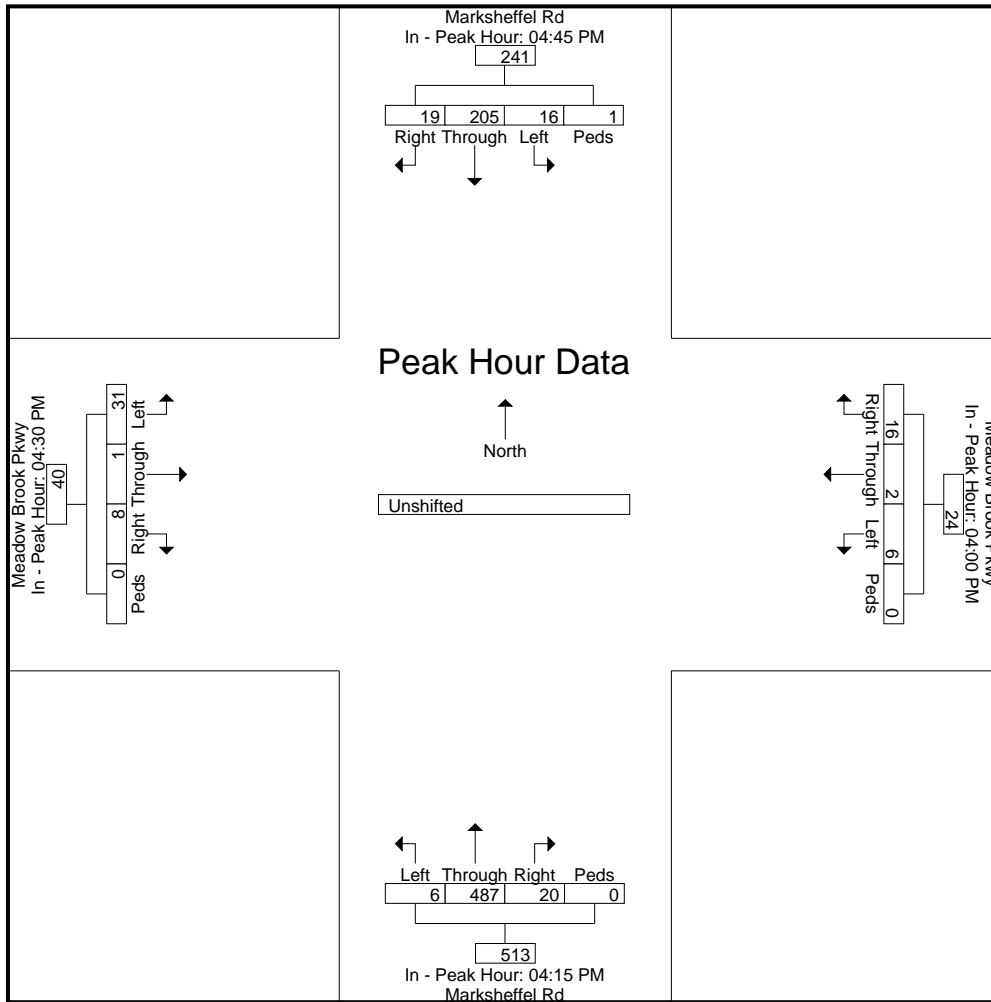 Marksheffel Rd
In - Peak Hour: 04:45 PM
241
19 205 16 1
Right Through Left Peds
Peak Hour Data
North
Unshifted
Meadow Brook Pkwy
In - Peak Hour: 04:30 PM
40
31 1 8 0
Left Through Right Peds
Meadow Brook Pkwy
In - Peak Hour: 04:00 PM
24
16 2 6 0
Right Through Left Peds
Left Through Right Peds
6 487 20 0
513
In - Peak Hour: 04:15 PM
Marksheffel Rd